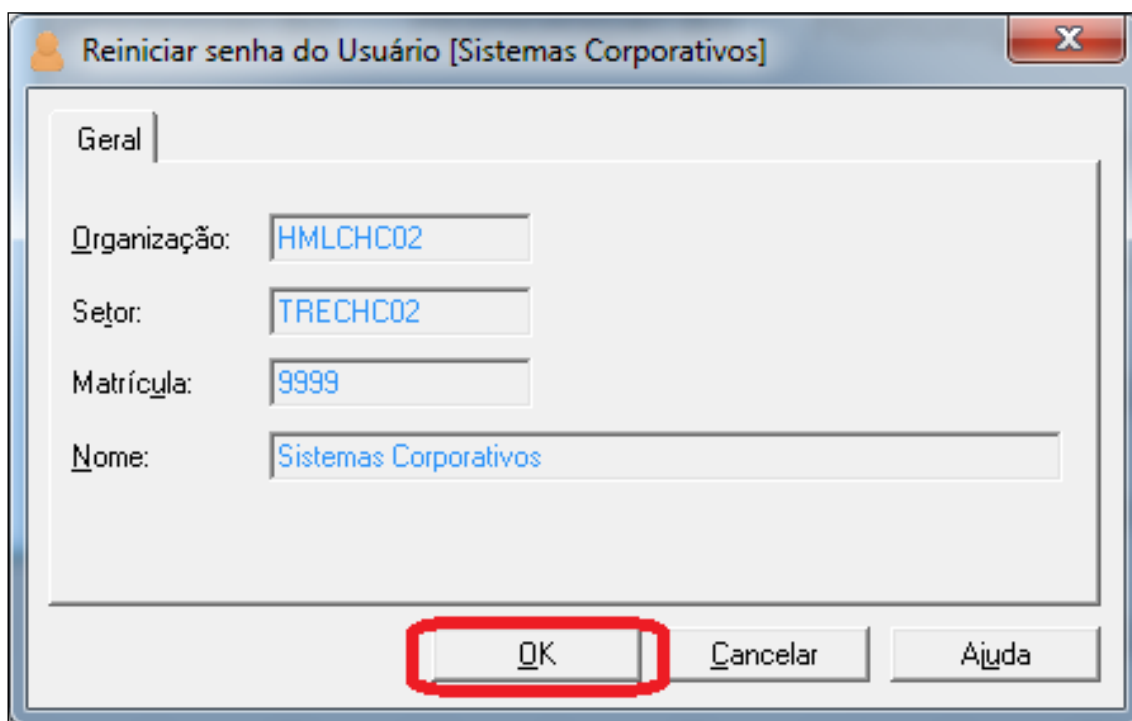 Reiniciar senha do Usuário [Sistemas Corporativos]
Geral
Organização: HMLCHC02
Setor: TRECHC02
Matrícula: 9999
Nome: Sistemas Corporativos
OK Cancelar Ajuda